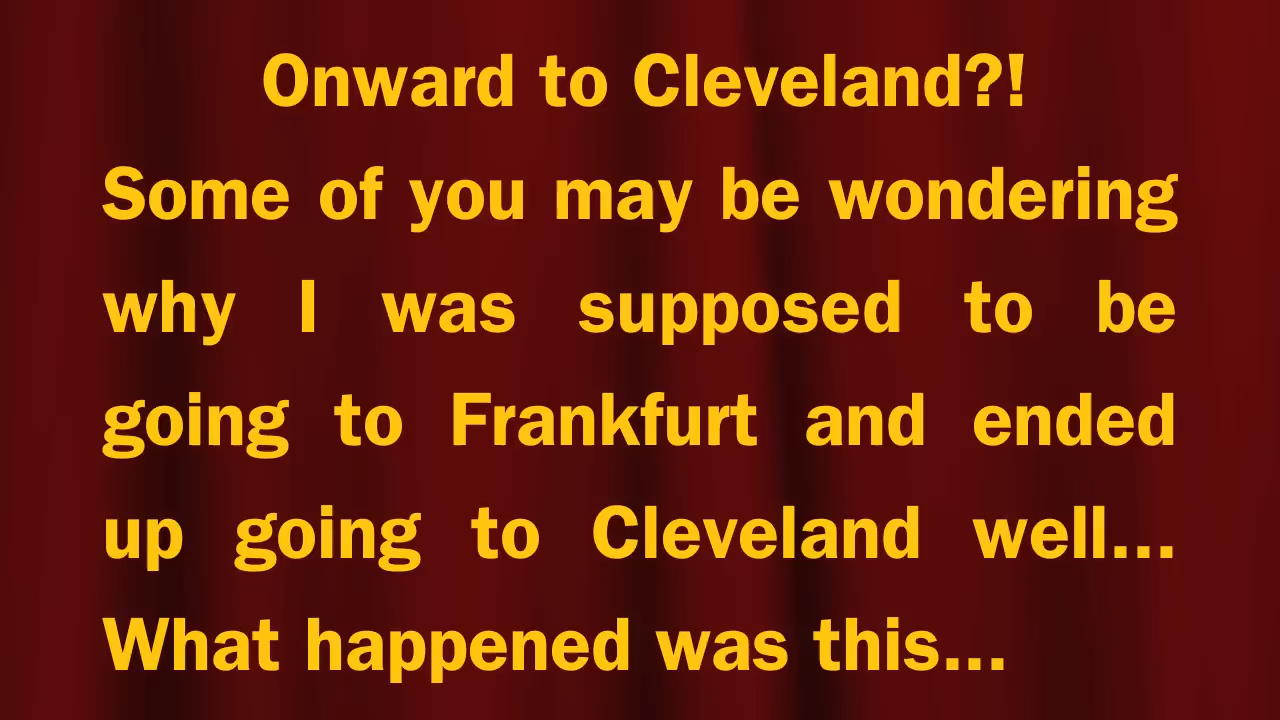 Onward to Cleveland?!
Some of you may be wondering
why I was supposed to be
going to Frankfurt and ended
up going to Cleveland well...
What happened was this...